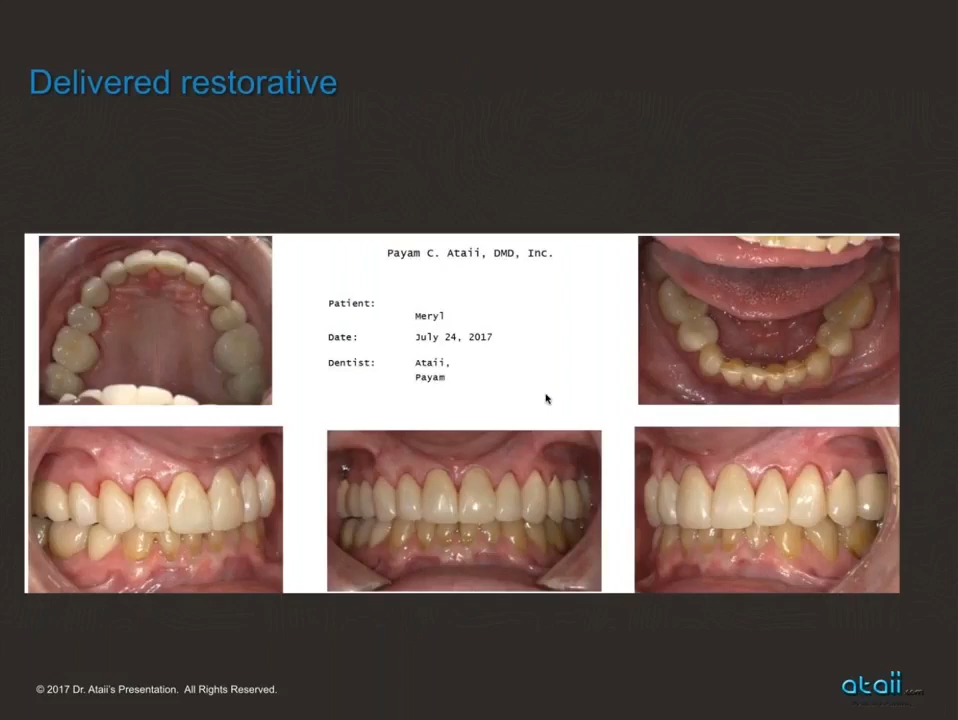 Delivered restorative
Payam C. Ataii, DMD, Inc.
Patient:
Meryl
Date: July 24, 2017
Dentist: Ataii,
Payam
© 2017 Dr. Ataii's Presentation. All Rights Reserved.
ataii.com